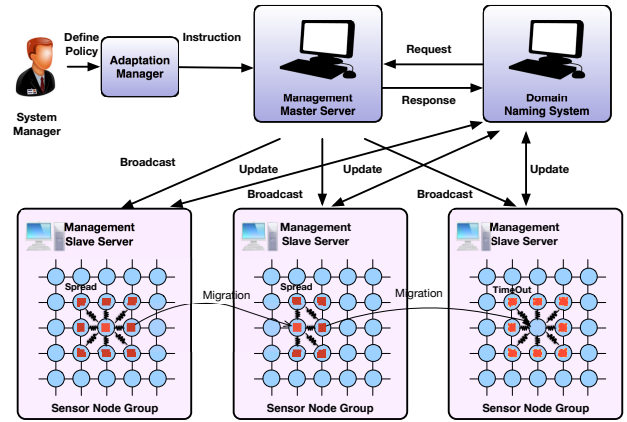 Define
Policy
Instruction
Adaptation
Manager
System
Manager
Management
Master Server
Request
Response
Domain
Naming System
Broadcast
Update
Broadcast
Update
Broadcast
Update
Management
Slave Server
Spread
Sensor Node Group
Migration
Management
Slave Server
Spread
Sensor Node Group
Migration
Management
Slave Server
TimeOut
Sensor Node Group